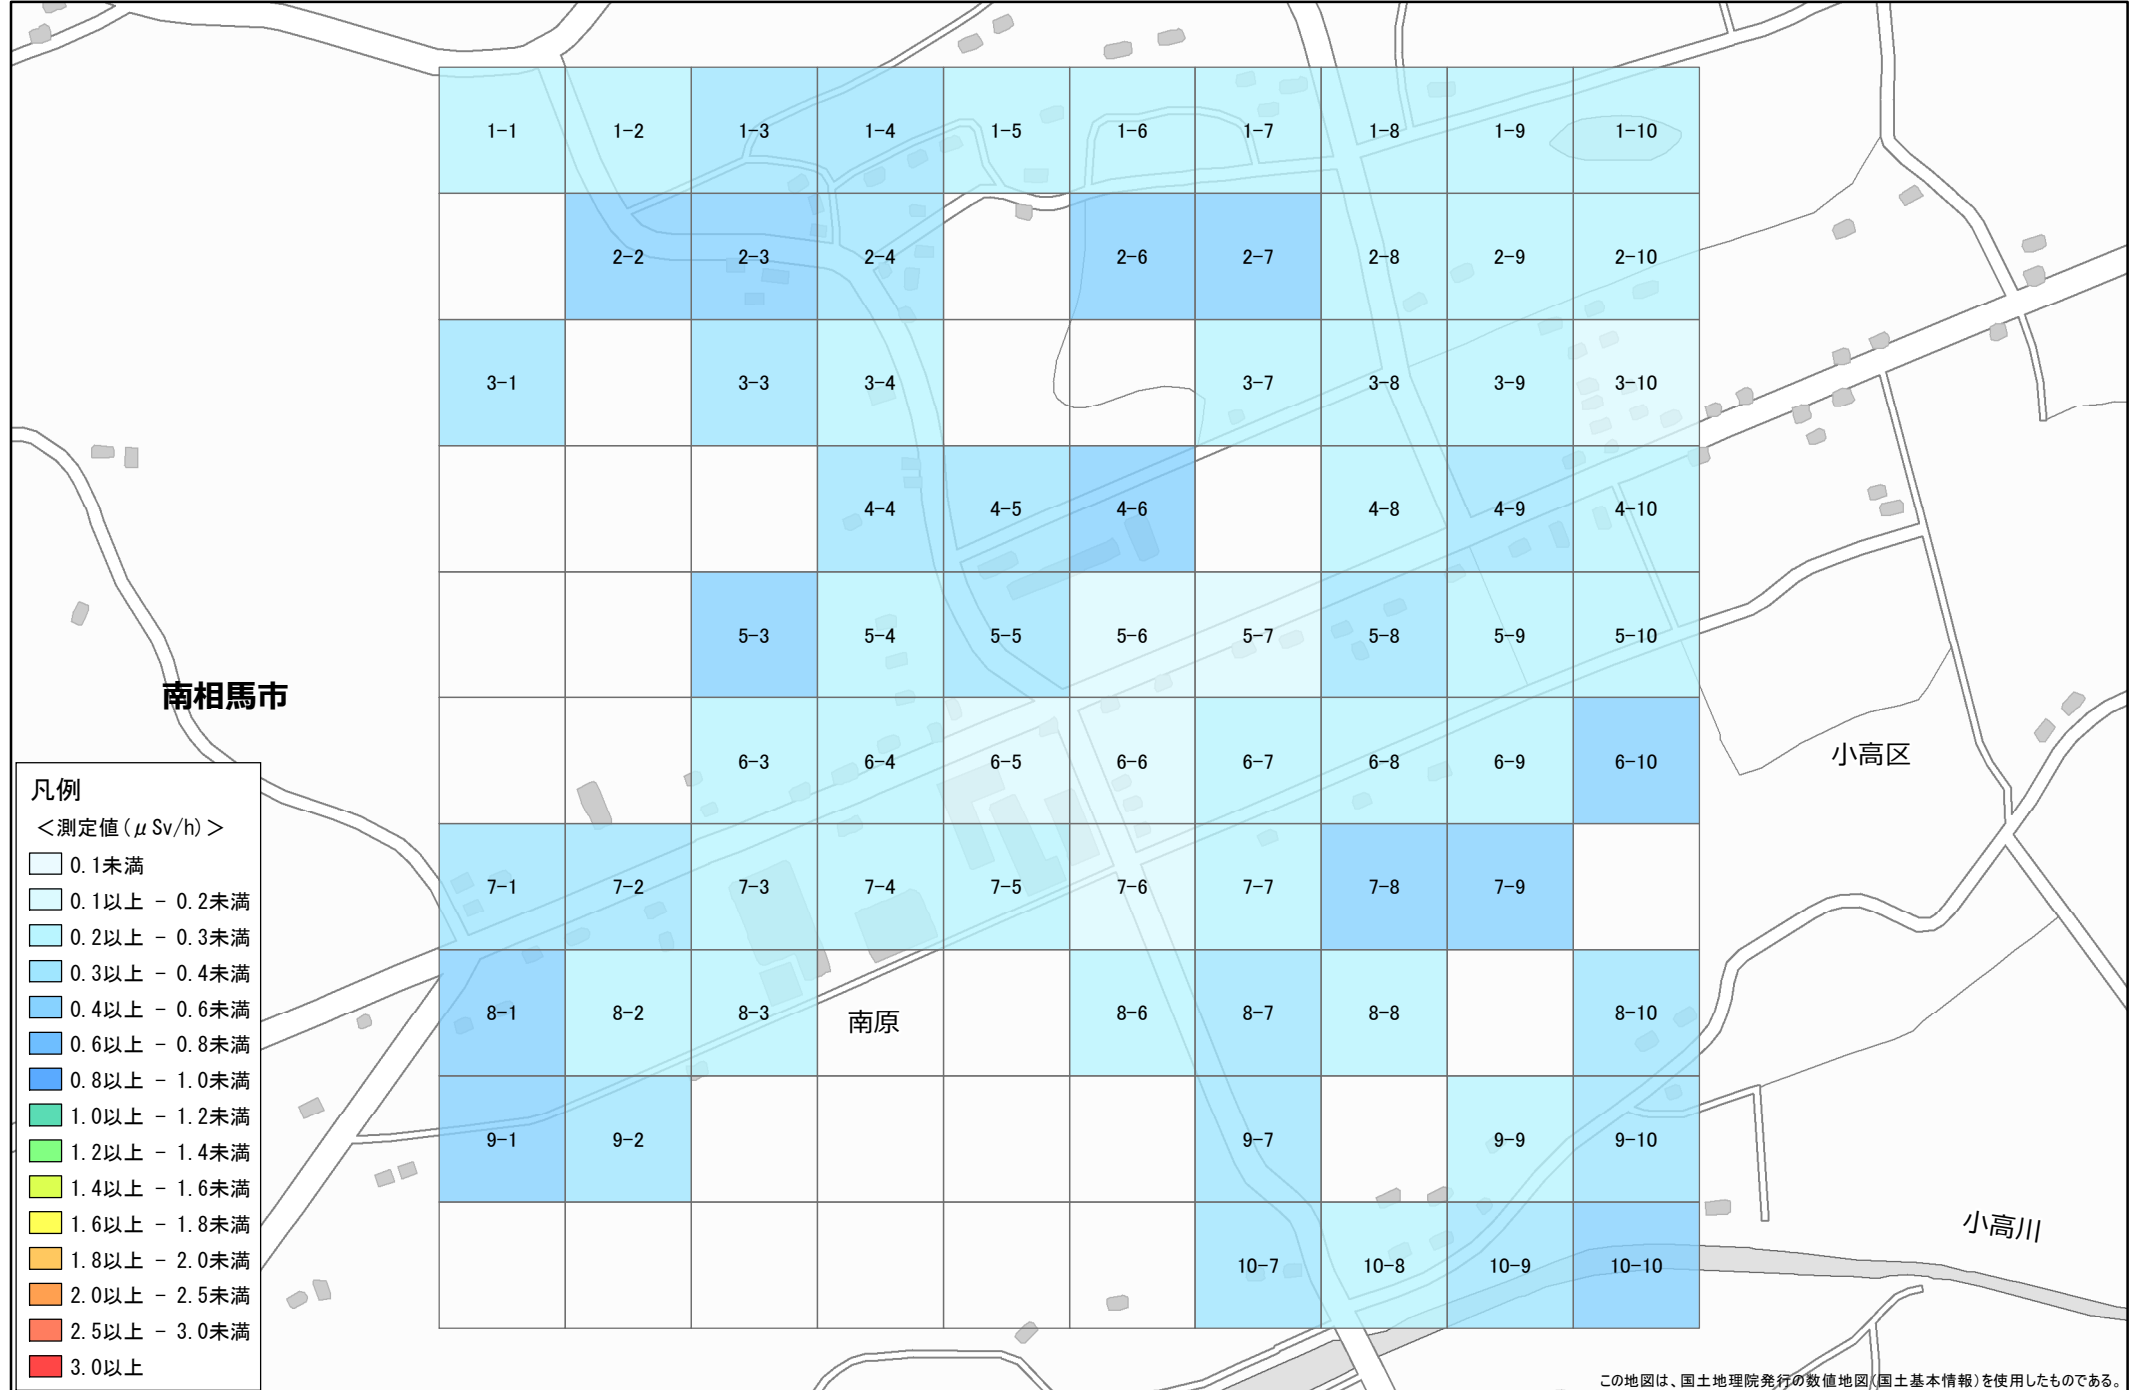 1-1 1-2 1-3 1-4 1-5 1-6 1-7 1-8 1-9 1-10
2-2 2-3 2-4 2-6 2-7 2-8 2-9 2-10
3-1 3-3 3-4 3-7 3-8 3-9 3-10
4-4 4-5 4-6 4-8 4-9 4-10
5-3 5-4 5-5 5-6 5-7 5-8 5-9 5-10
南相馬市
6-3 6-4 6-5 6-6 6-7 6-8 6-9 6-10
小高区
7-1 7-2 7-3 7-4 7-5 7-6 7-7 7-8 7-9
8-1 8-2 8-3 8-6 8-7 8-8 8-10
南原
9-1 9-2 9-7 9-9 9-10
小高川
10-7 10-8 10-9 10-10
凡例
＜測定値(μSv/h)＞
0.1未満
0.1以上 - 0.2未満
0.2以上 - 0.3未満
0.3以上 - 0.4未満
0.4以上 - 0.6未満
0.6以上 - 0.8未満
0.8以上 - 1.0未満
1.0以上 - 1.2未満
1.2以上 - 1.4未満
1.4以上 - 1.6未満
1.6以上 - 1.8未満
1.8以上 - 2.0未満
2.0以上 - 2.5未満
2.5以上 - 3.0未満
3.0以上
この地図は、国土地理院発行の数値地図(国土基本情報)を使用したものである。